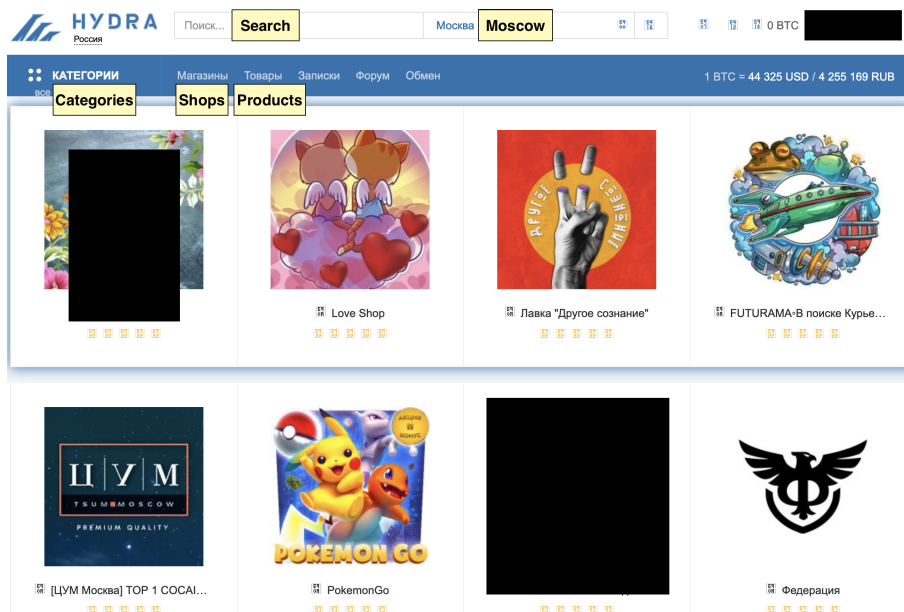 HYDRA
Россия
Поиск...
Search
Москва
Moscow
0 BTC
КАТЕГОРИИ
Магазины
Товары
Записки
Форум
Обмен
1 BTC = 44 325 USD / 4 255 169 RUB
все
Categories
Shops
Products
ДРУГОЕ СОЗНАНИЕ
Love Shop
Лавка "Другое сознание"
FUTURAMA•В поиске Курье...
ЦУМ
TSUM MOSCOW
PREMIUM QUALITY
POKEMON GO
[ЦУМ Москва] TOP 1 COCAI...
PokemonGo
Федерация